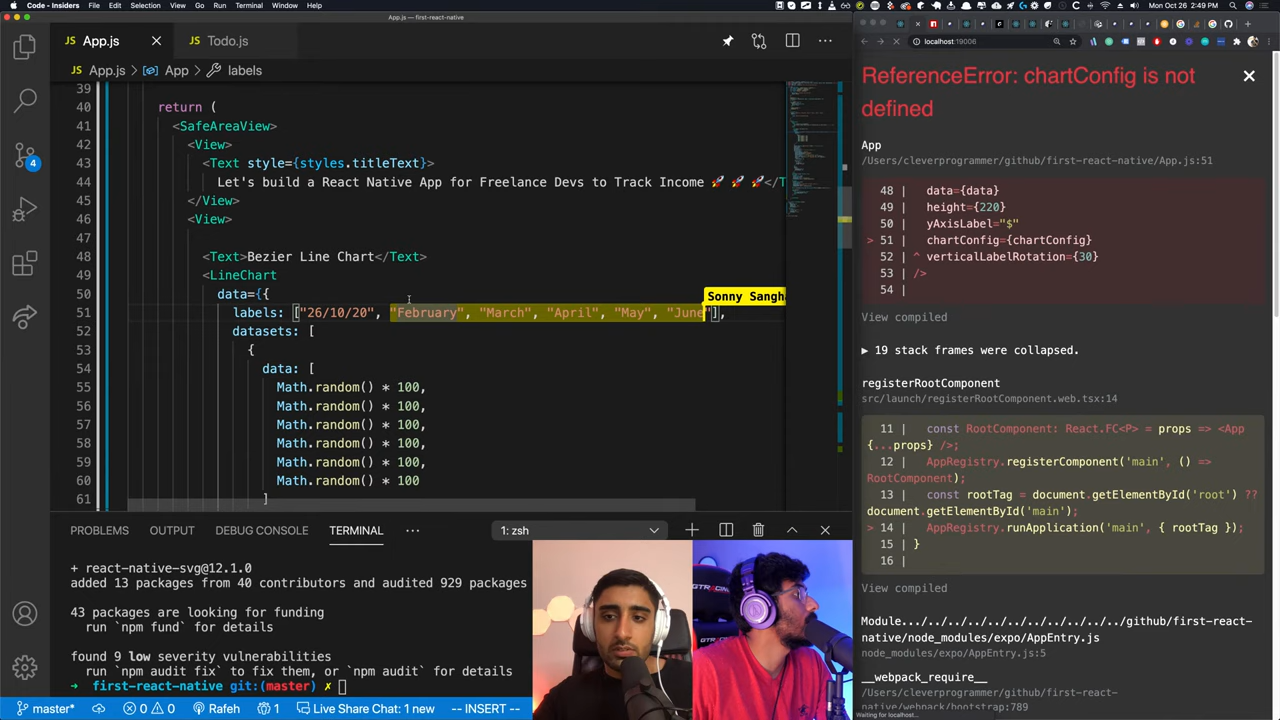 Code - Insiders File Edit Selection View Go Run Terminal Window Help
Mon Oct 26 2:49 PM
App.js — first-react-native
App.js
Todo.js
App.js > App > labels
39
40 return (
41 <SafeAreaView>
42 <View>
43 <Text style={styles.titleText}>
44 Let's build a React Native App for Freelance Devs to Track Income 🚀 🚀 🚀</T
45 </View>
46 <View>
47
48 <Text>Bezier Line Chart</Text>
49 <LineChart
50 data={{
Sonny Sangh
51 labels: ["26/10/20", "February", "March", "April", "May", "June"],
52 datasets: [
53 {
54 data: [
55 Math.random() * 100,
56 Math.random() * 100,
57 Math.random() * 100,
58 Math.random() * 100,
59 Math.random() * 100,
60 Math.random() * 100
61 ]
PROBLEMS OUTPUT DEBUG CONSOLE TERMINAL ··· 1: zsh
+ react-native-svg@12.1.0
added 13 packages from 40 contributors and audited 929 packages
43 packages are looking for funding
run `npm fund` for details
found 9 low severity vulnerabilities
run `npm audit fix` to fix them, or `npm audit` for details
➜ first-react-native git:(master) ✗
4
master* 0 0 Rafeh 1 Live Share Chat: 1 new -- INSERT --
GTRACING
localhost:19006
ReferenceError: chartConfig is not
defined
App
/Users/cleverprogrammer/github/first-react-native/App.js:51
48 | data={data}
49 | height={220}
50 | yAxisLabel="$"
> 51 | chartConfig={chartConfig}
52 | ^ verticalLabelRotation={30}
53 | />
54 |
View compiled
▶ 19 stack frames were collapsed.
registerRootComponent
src/launch/registerRootComponent.web.tsx:14
11 | const RootComponent: React.FC<P> = props => <App
{...props} />;
12 | AppRegistry.registerComponent('main', () =>
RootComponent);
13 | const rootTag = document.getElementById('root') ??
document.getElementById('main');
> 14 | AppRegistry.runApplication('main', { rootTag });
15 | }
16 |
View compiled
Module.../../../../../../../../../../github/first-react-
native/node_modules/expo/AppEntry.js
node_modules/expo/AppEntry.js:5
__webpack_require__
/Users/cleverprogrammer/github/first-react-
native/webpack/bootstrap:789
Waiting for localhost...